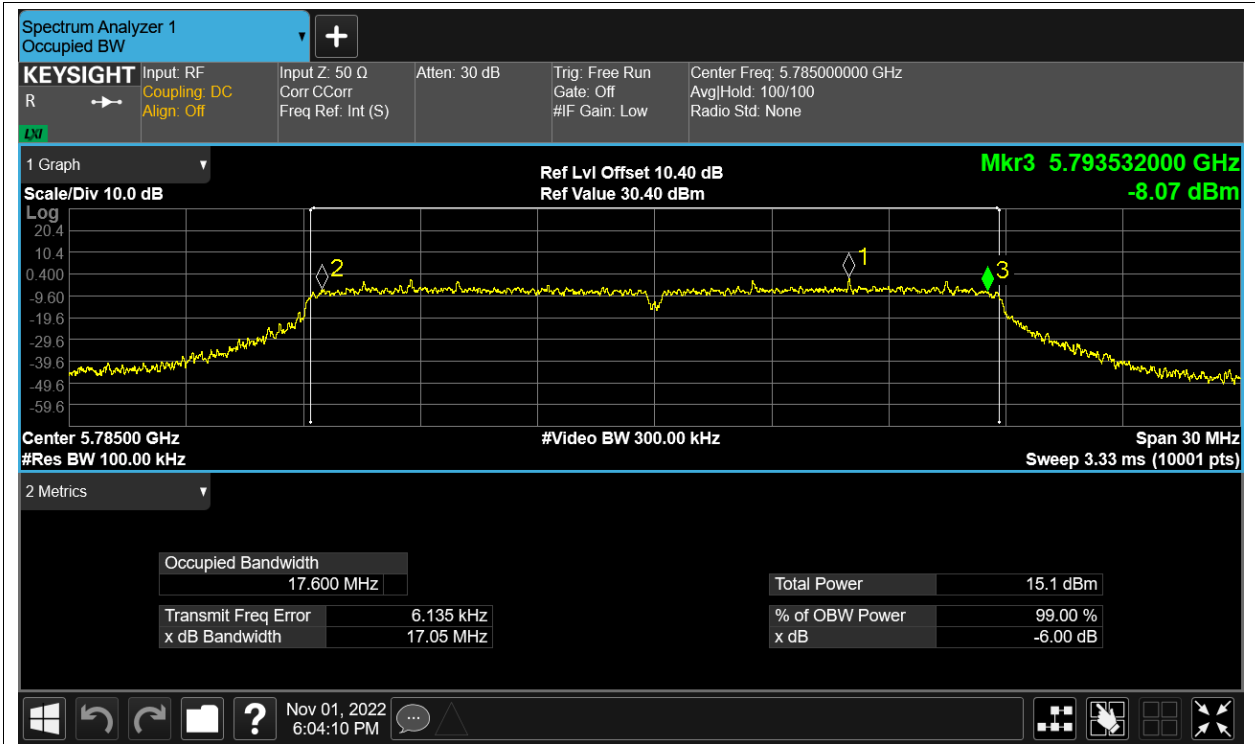 Spectrum Analyzer 1
Occupied BW
KEYSIGHT
R
LXI
Input: RF
Coupling: DC
Align: Off
Input Z: 50 Ω
Corr CCorr
Freq Ref: Int (S)
Atten: 30 dB
Trig: Free Run
Gate: Off
#IF Gain: Low
Center Freq: 5.785000000 GHz
Avg|Hold: 100/100
Radio Std: None
1 Graph
Scale/Div 10.0 dB
Ref Lvl Offset 10.40 dB
Ref Value 30.40 dBm
Mkr3 5.793532000 GHz
-8.07 dBm
Log
20.4
10.4
0.400
-9.60
-19.6
-29.6
-39.6
-49.6
-59.6
2
1
3
Center 5.78500 GHz
#Res BW 100.00 kHz
#Video BW 300.00 kHz
Span 30 MHz
Sweep 3.33 ms (10001 pts)
2 Metrics
Occupied Bandwidth
17.600 MHz
Transmit Freq Error 6.135 kHz
x dB Bandwidth 17.05 MHz
Total Power 15.1 dBm
% of OBW Power 99.00 %
x dB -6.00 dB
?
Nov 01, 2022
6:04:10 PM